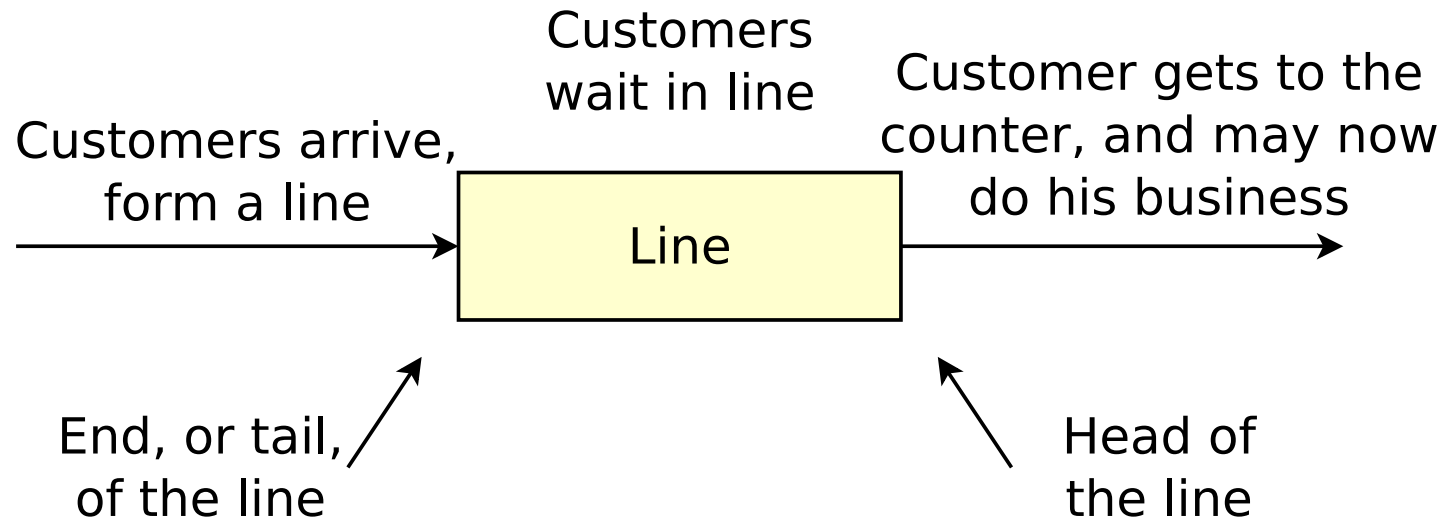 Customers
wait in line
Customer gets to the
counter, and may now
do his business
Customers arrive,
form a line
Line
End, or tail,
of the line
Head of
the line